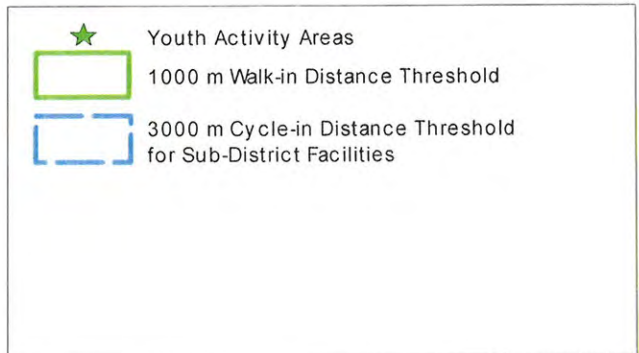 Youth Activity Areas
1000 m Walk-in Distance Threshold
3000 m Cycle-in Distance Threshold
for Sub-District Facilities